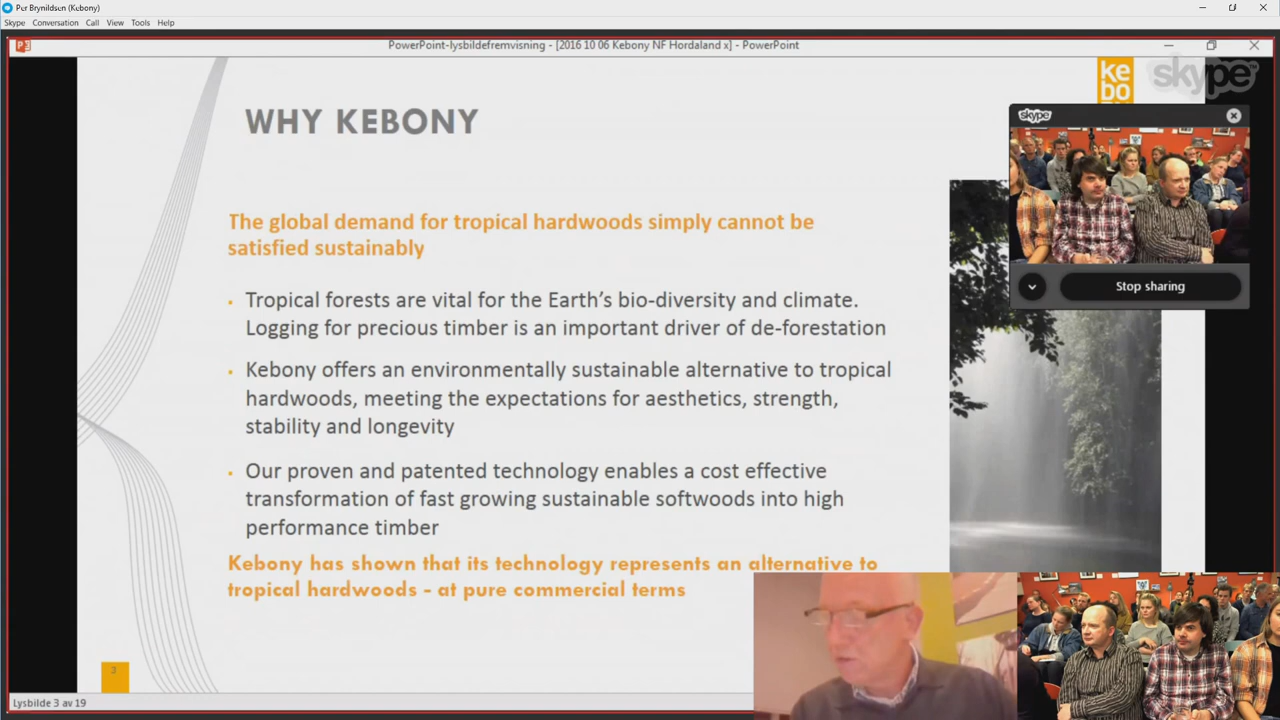 Per Brynildsen (Kebony)
Skype Conversation Call View Tools Help
PowerPoint-lysbildefremvisning - [2016 10 06 Kebony NF Hordaland x] - PowerPoint
ke
bo
skype™
skype
WHY KEBONY
The global demand for tropical hardwoods simply cannot be
satisfied sustainably
Stop sharing
Tropical forests are vital for the Earth's bio-diversity and climate.
Logging for precious timber is an important driver of de-forestation
Kebony offers an environmentally sustainable alternative to tropical
hardwoods, meeting the expectations for aesthetics, strength,
stability and longevity
Our proven and patented technology enables a cost effective
transformation of fast growing sustainable softwoods into high
performance timber
Kebony has shown that its technology represents an alternative to
tropical hardwoods - at pure commercial terms
3
Lysbilde 3 av 19